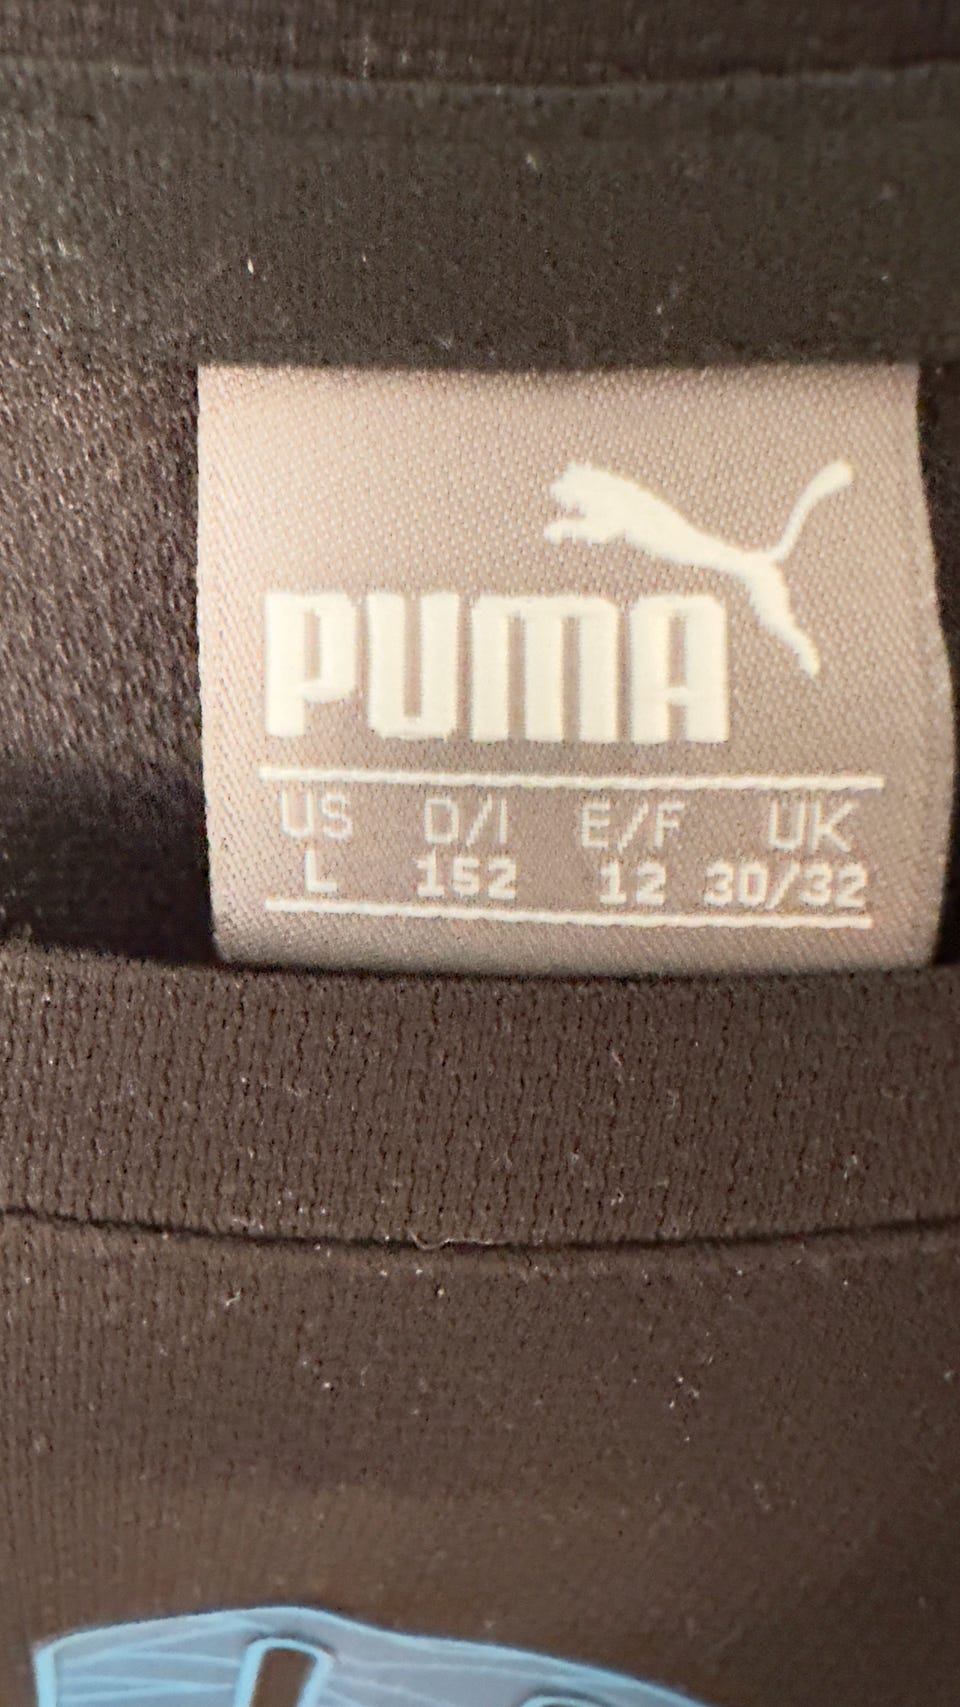 PUMA
US D/I E/F UK
L 152 12 30/32